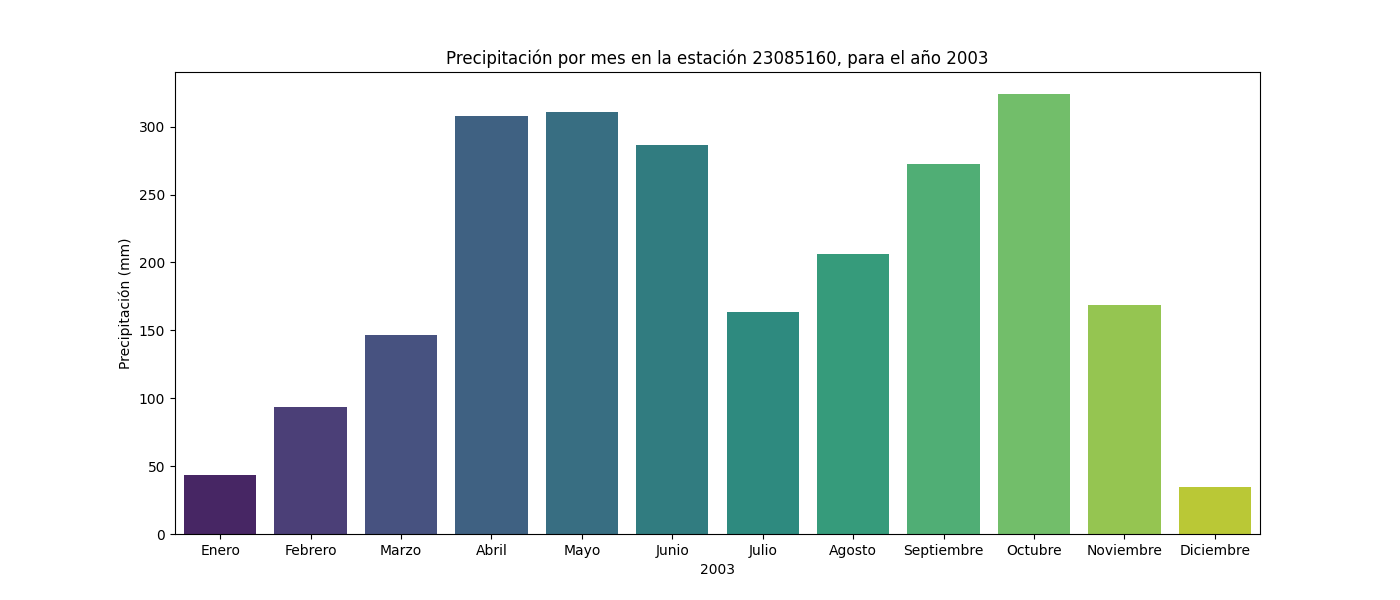 Precipitación por mes en la estación 23085160, para el año 2003
Precipitación (mm)
300
250
200
150
100
50
0
Enero Febrero Marzo Abril Mayo Junio Julio Agosto Septiembre Octubre Noviembre Diciembre
2003